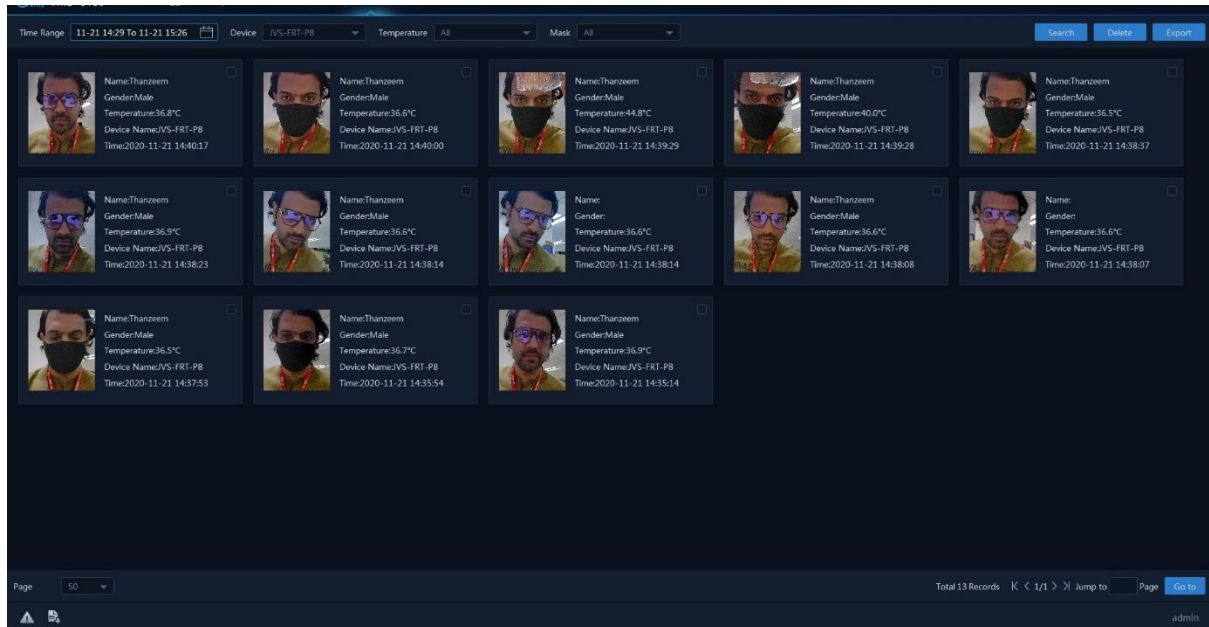 Time Range 11-21 14:29 To 11-21 15:26 Device JVS-FRT-P8 Temperature All Mask All Search Delete Export
Name:Thanzeem
Gender:Male
Temperature:36.8°C
Device Name:JVS-FRT-P8
Time:2020-11-21 14:40:17
Name:Thanzeem
Gender:Male
Temperature:36.6°C
Device Name:JVS-FRT-P8
Time:2020-11-21 14:40:00
Name:Thanzeem
Gender:Male
Temperature:44.8°C
Device Name:JVS-FRT-P8
Time:2020-11-21 14:39:29
Name:Thanzeem
Gender:Male
Temperature:40.0°C
Device Name:JVS-FRT-P8
Time:2020-11-21 14:39:28
Name:Thanzeem
Gender:Male
Temperature:36.5°C
Device Name:JVS-FRT-P8
Time:2020-11-21 14:38:37
Name:Thanzeem
Gender:Male
Temperature:36.9°C
Device Name:JVS-FRT-P8
Time:2020-11-21 14:38:23
Name:Thanzeem
Gender:Male
Temperature:36.6°C
Device Name:JVS-FRT-P8
Time:2020-11-21 14:38:14
Name:
Gender:
Temperature:36.6°C
Device Name:JVS-FRT-P8
Time:2020-11-21 14:38:14
Name:Thanzeem
Gender:Male
Temperature:36.6°C
Device Name:JVS-FRT-P8
Time:2020-11-21 14:38:08
Name:
Gender:
Temperature:36.6°C
Device Name:JVS-FRT-P8
Time:2020-11-21 14:38:07
Name:Thanzeem
Gender:Male
Temperature:36.5°C
Device Name:JVS-FRT-P8
Time:2020-11-21 14:37:53
Name:Thanzeem
Gender:Male
Temperature:36.7°C
Device Name:JVS-FRT-P8
Time:2020-11-21 14:35:54
Name:Thanzeem
Gender:Male
Temperature:36.9°C
Device Name:JVS-FRT-P8
Time:2020-11-21 14:35:14
Page 50 Total 13 Records 1/1 Jump to Page Go to
admin